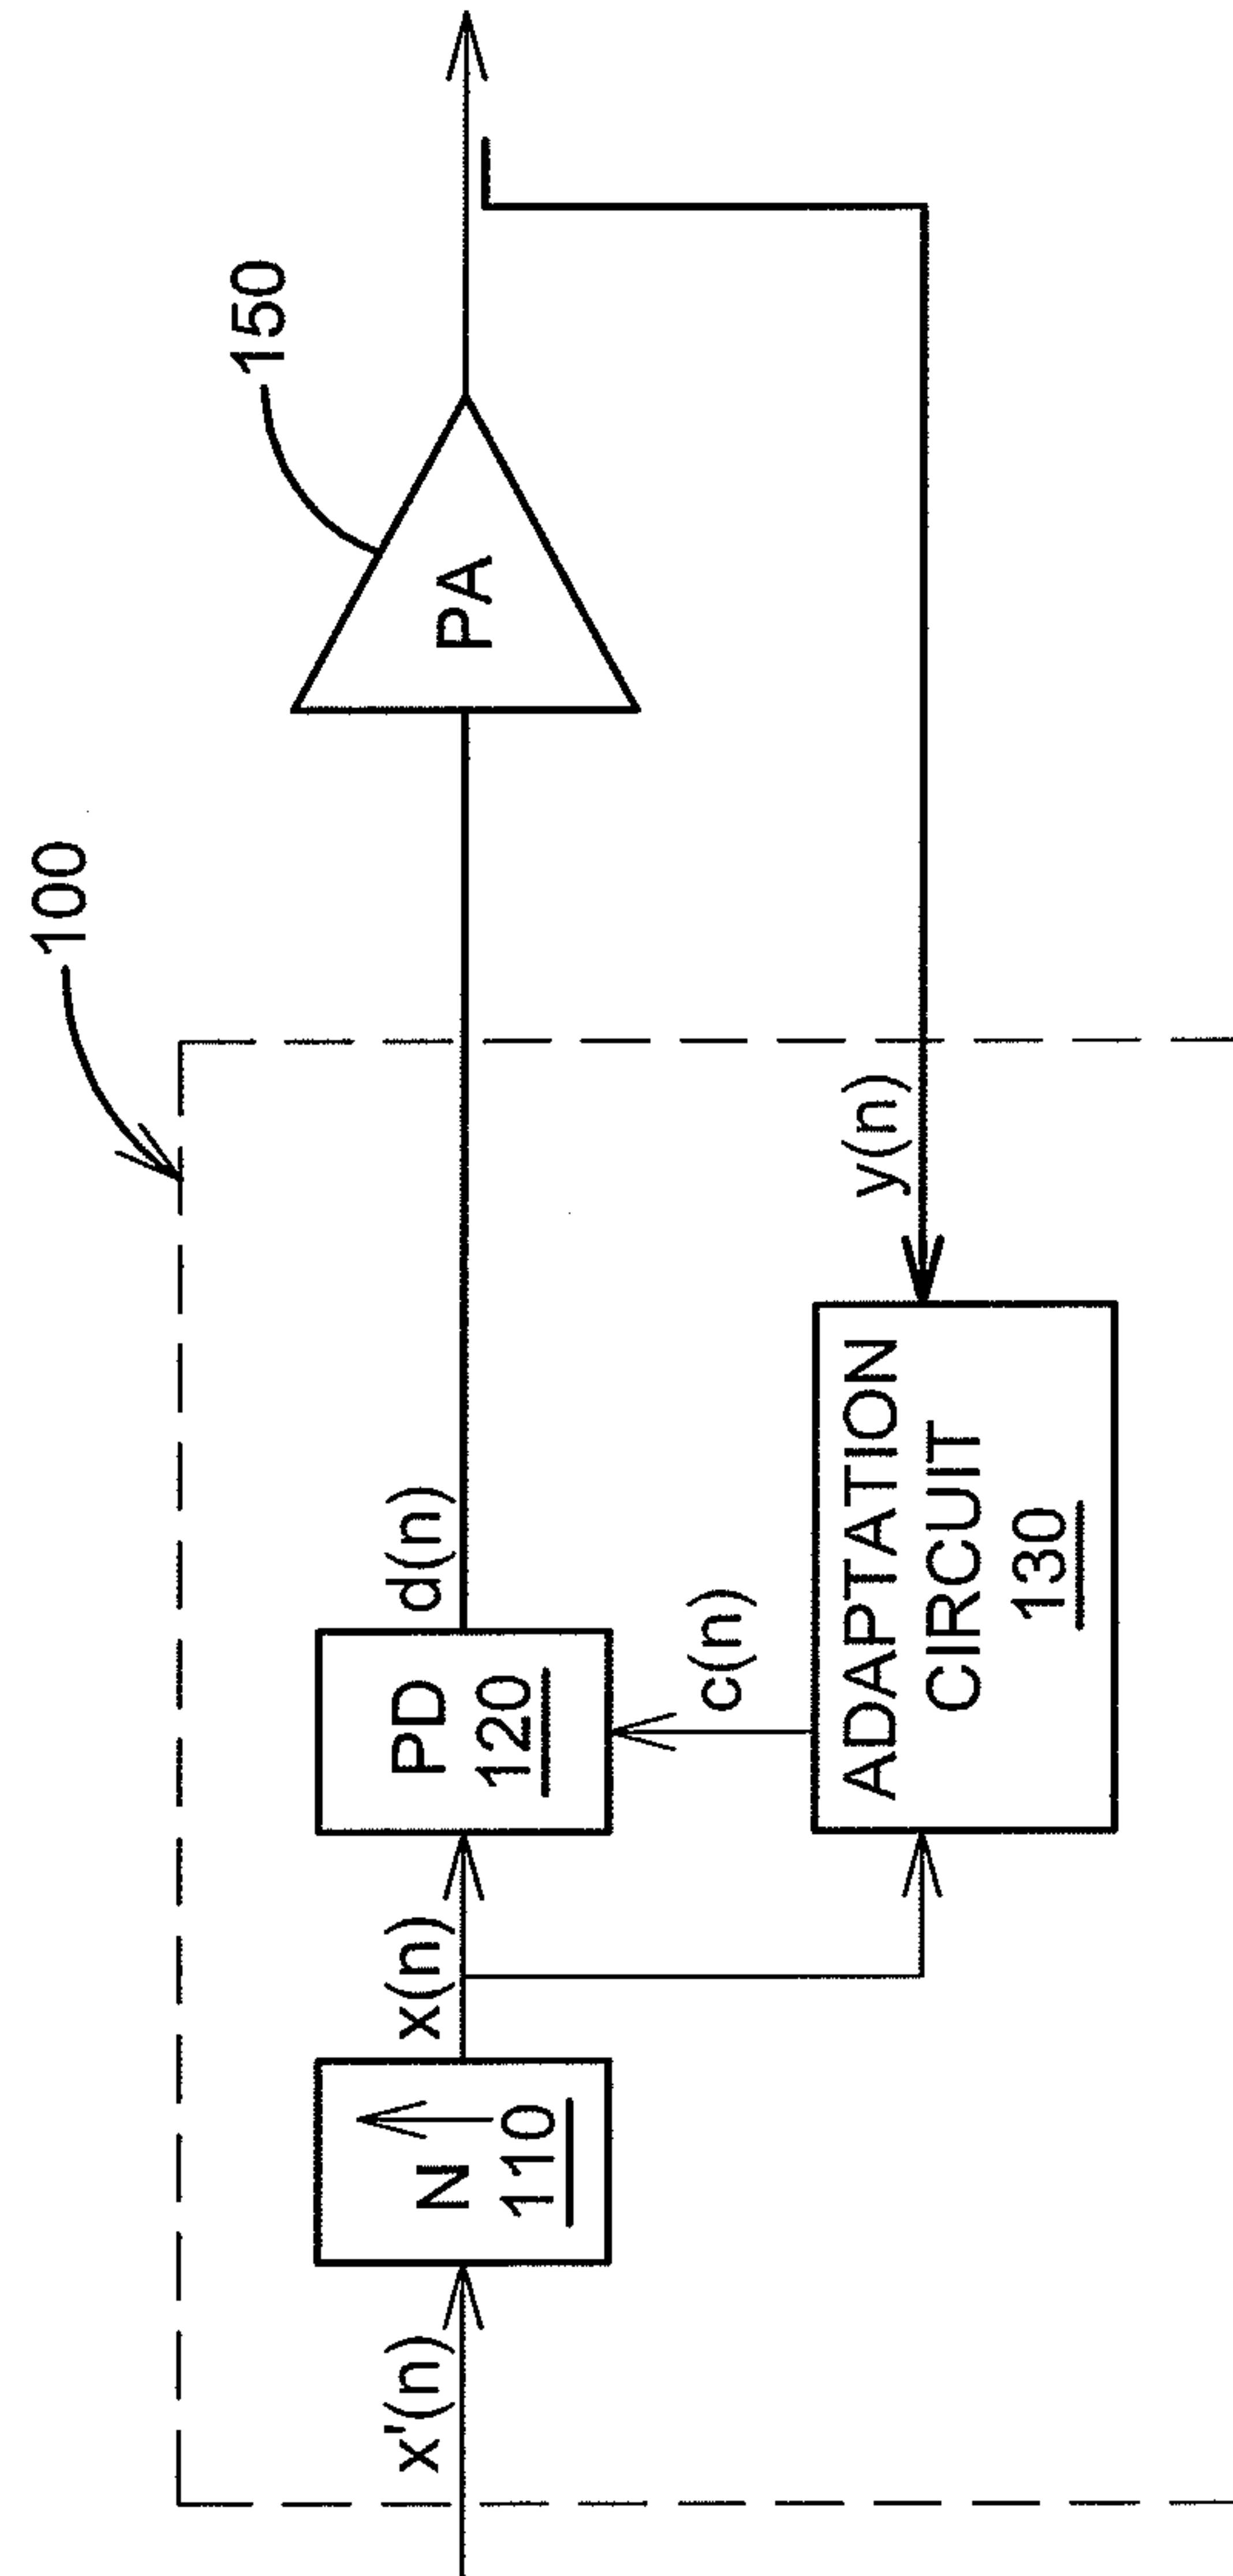 100
150
x'(n)
N
110
x(n)
PD
120
d(n)
PA
c(n)
ADAPTATION
CIRCUIT
130
y(n)